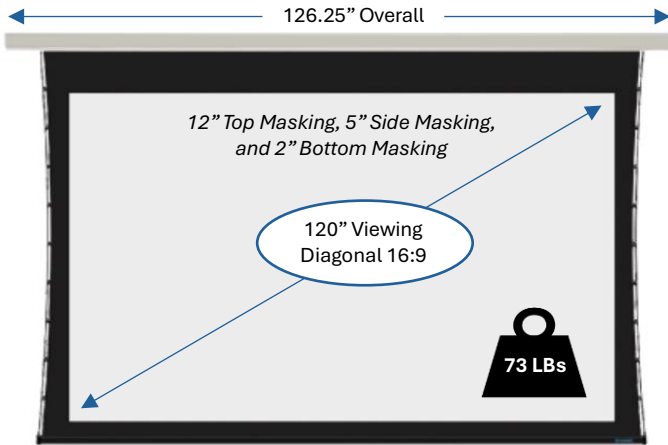 126.25” Overall
12” Top Masking, 5” Side Masking,
and 2” Bottom Masking
120” Viewing
Diagonal 16:9
73 LBs